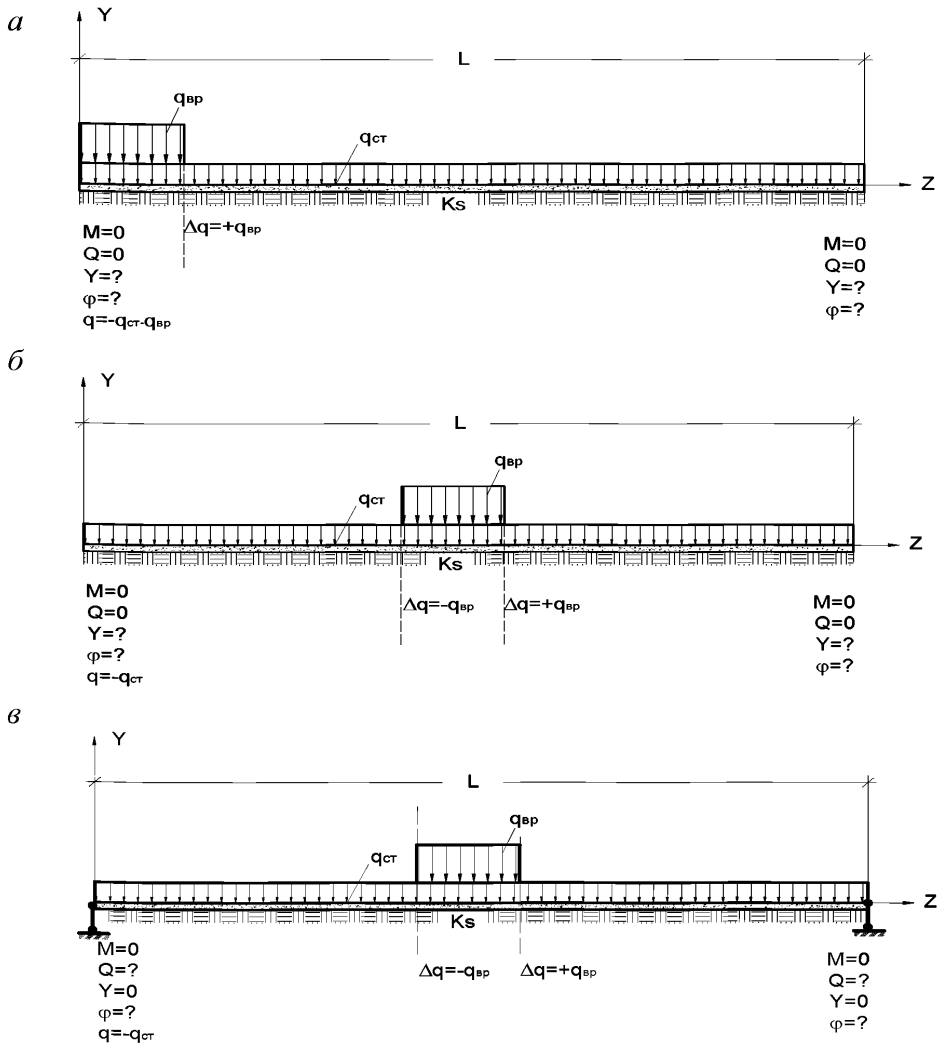 а
Y
L
qвр
qст
Z
Ks
Δq=+qвр
M=0
Q=0
Y=?
φ=?
q=-qст-qвр
M=0
Q=0
Y=?
φ=?
б
Y
L
qвр
qст
Z
Ks
Δq=-qвр
Δq=+qвр
M=0
Q=0
Y=?
φ=?
q=-qст
M=0
Q=0
Y=?
φ=?
в
Y
L
qвр
qст
Z
Ks
Δq=-qвр
Δq=+qвр
M=0
Q=?
Y=0
φ=?
q=-qст
M=0
Q=?
Y=0
φ=?